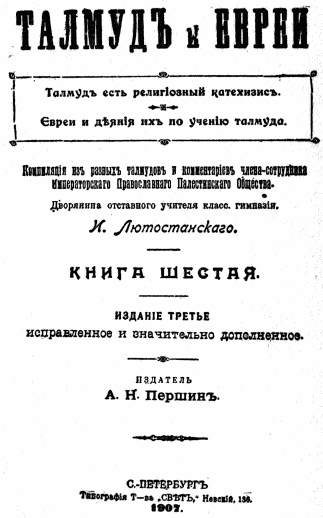 ТАЛМУДЪ и ЕВРЕИ
Талмудъ есть религіозный катехизисъ.
Евреи и дѣянія ихъ по ученію талмуда.
Компиляція изъ разныхъ талмудовъ и комментаріевъ члена-сотрудника
Императорскаго Православнаго Палестинскаго Общества.
Дворянина отставного учителя класс. гимназіи.
И. Лютостанскаго.
КНИГА ШЕСТАЯ.
ИЗДАНІЕ ТРЕТЬЕ
исправленное и значительно дополненное.
ИЗДАТЕЛЬ
А. Н. Першинъ.
С.-ПЕТЕРБУРГЪ
Типографія Т-ва „СВѢТЪ,“ Невскій, 136.
1907.